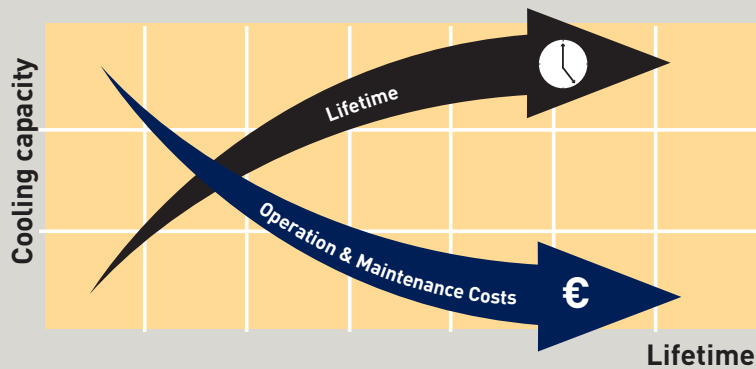 Cooling capacity
Lifetime
Operation & Maintenance Costs
€
Lifetime